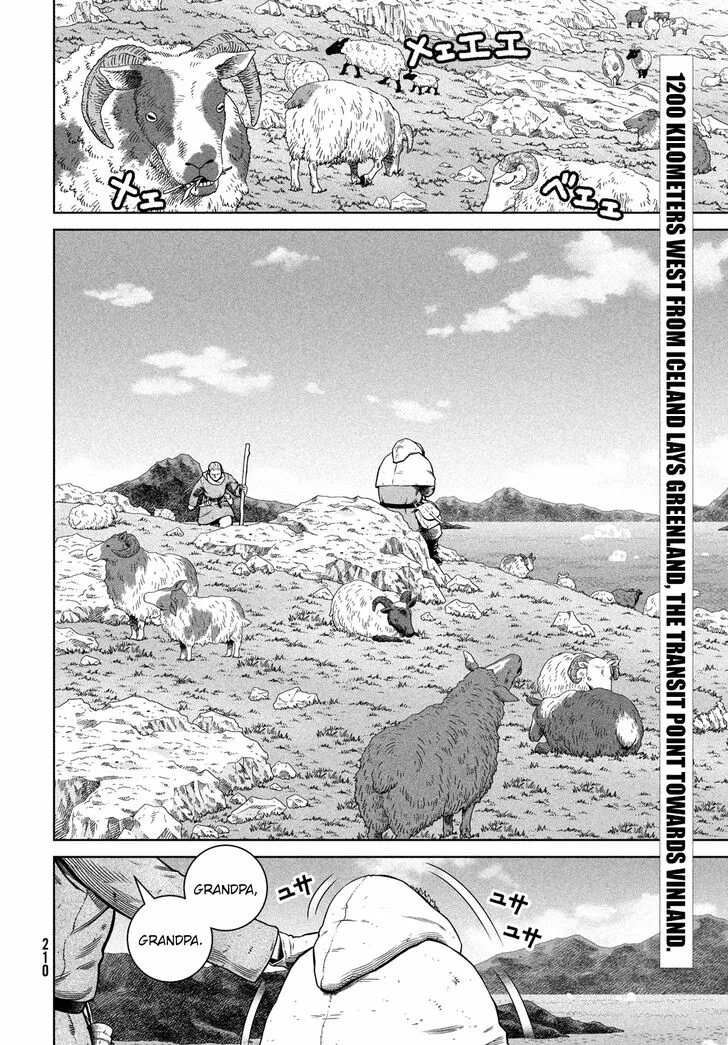 メェエエ
メェ
ベェェ
1200 KILOMETERS WEST FROM ICELAND LAYS GREENLAND, THE TRANSIT POINT TOWARDS VINLAND.
GRANDPA,
GRANDPA.
ユサ
ユサ
ユサ
210